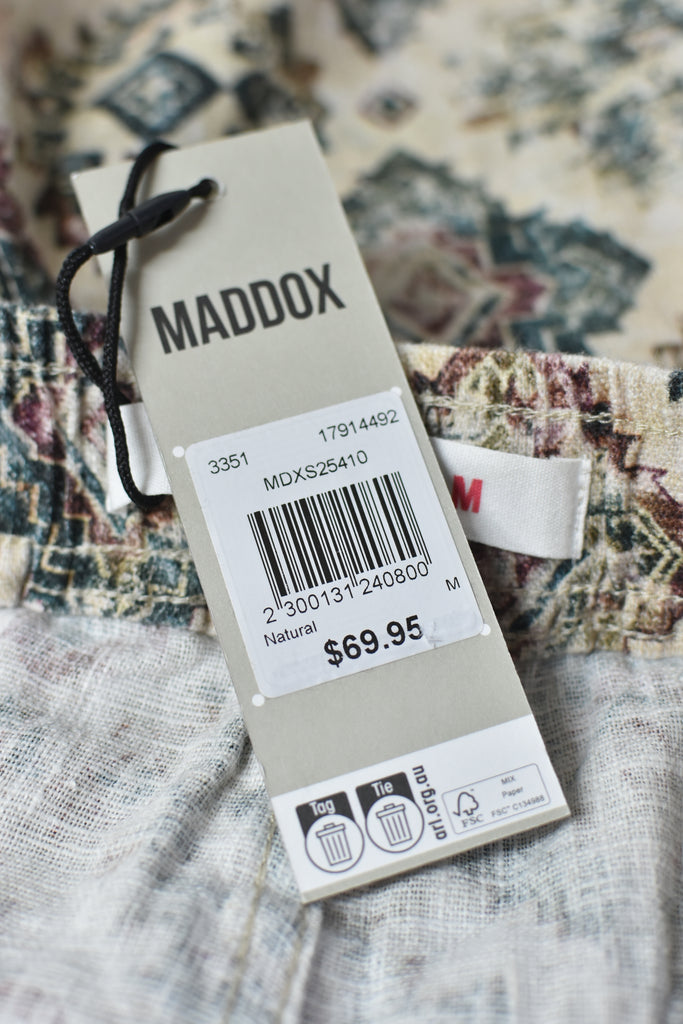 MADDOX
3351 17914492
MDXS25410
2 300131 240800
M
Natural
$69.95
M
Tag
Tie
arl.org.au
FSC
MIX
Paper
FSC® C134988